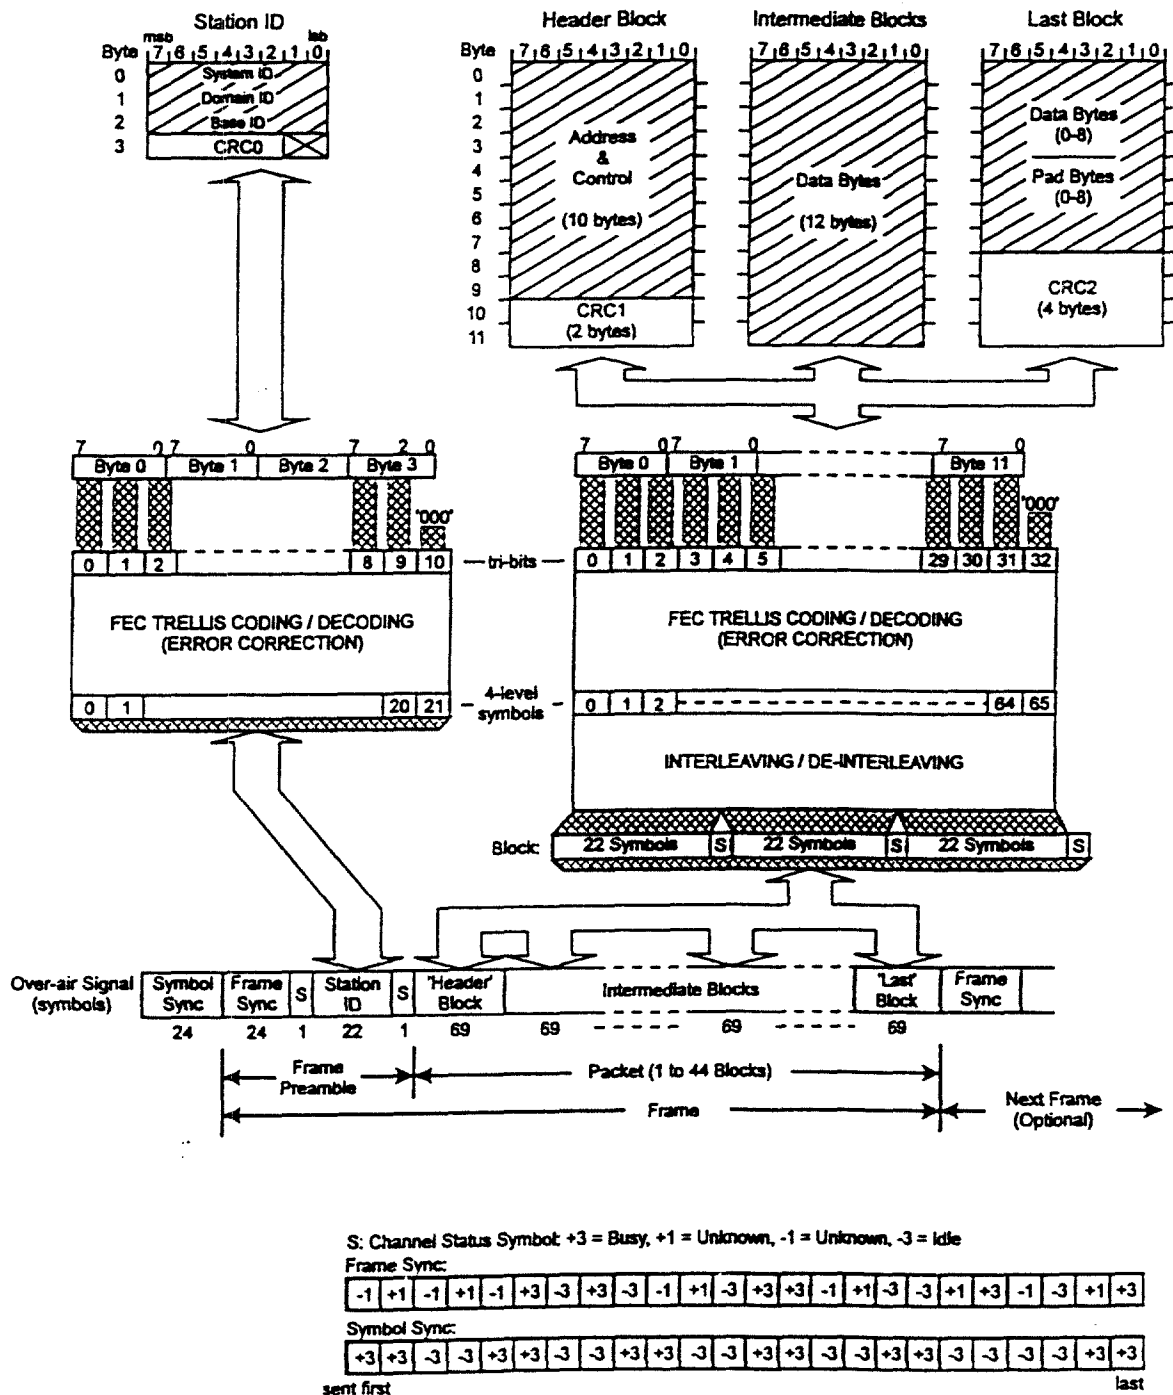 Station ID
msb lsb
Byte 7 6 5 4 3 2 1 0
0 System ID
1 Domain ID
2 Base ID
3 CRC0
Header Block Intermediate Blocks Last Block
Byte 7 6 5 4 3 2 1 0 7 6 5 4 3 2 1 0 7 6 5 4 3 2 1 0
0
1
2
3
4
5
6
7
8
9
10
11
Address
&
Control
(10 bytes)
CRC1
(2 bytes)
Data Bytes
(12 bytes)
Data Bytes
(0-8)
Pad Bytes
(0-8)
CRC2
(4 bytes)
7 0 7 0 7 2 0
Byte 0 Byte 1 Byte 2 Byte 3
'000'
0 1 2 8 9 10
tri-bits
FEC TRELLIS CODING / DECODING
(ERROR CORRECTION)
0 1 20 21
4-level
symbols
7 0 7 7 0
Byte 0 Byte 1 Byte 11
'000'
0 1 2 3 4 5 29 30 31 32
FEC TRELLIS CODING / DECODING
(ERROR CORRECTION)
0 1 2 64 65
INTERLEAVING / DE-INTERLEAVING
Block: 22 Symbols S 22 Symbols S 22 Symbols S
Over-air Signal
(symbols)
Symbol
Sync
Frame
Sync
S
Station
ID
S
'Header'
Block
Intermediate Blocks
'Last'
Block
Frame
Sync
24 24 1 22 1 69 69 69 69
Frame
Preamble
Packet (1 to 44 Blocks)
Frame
Next Frame
(Optional)
S: Channel Status Symbol: +3 = Busy, +1 = Unknown, -1 = Unknown, -3 = Idle
Frame Sync:
-1 +1 -1 +1 -1 +3 -3 +3 -3 -1 +1 -3 +3 +3 -1 +1 -3 -3 +1 +3 -1 -3 +1 +3
Symbol Sync:
+3 +3 -3 -3 +3 +3 -3 -3 +3 +3 -3 -3 +3 +3 -3 -3 +3 +3 -3 -3 -3 -3 +3 +3
sent first last